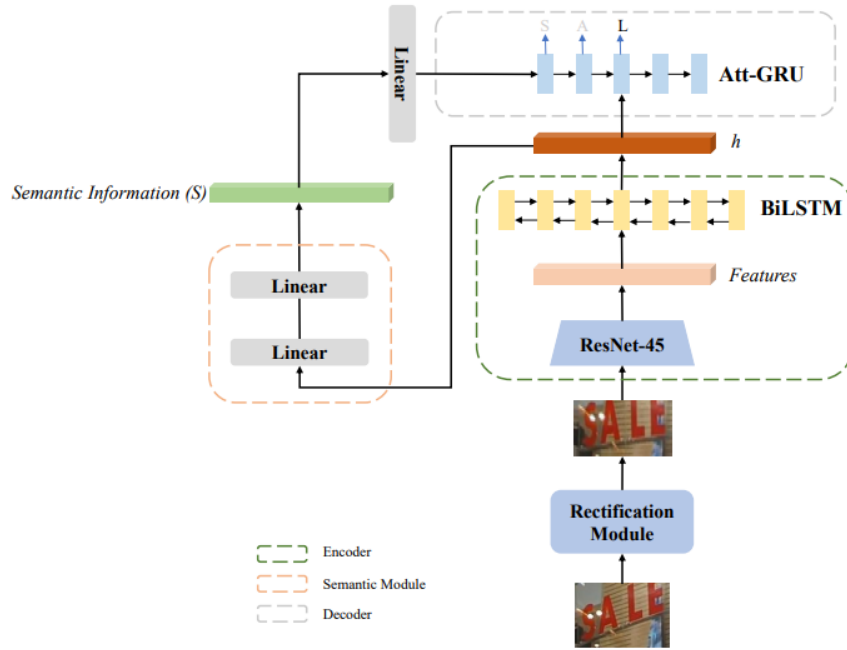 S A L
Linear
Att-GRU
h
Semantic Information (S)
BiLSTM
Linear
Features
Linear
ResNet-45
SALE
Rectification
Module
Encoder
Semantic Module
Decoder
SALE